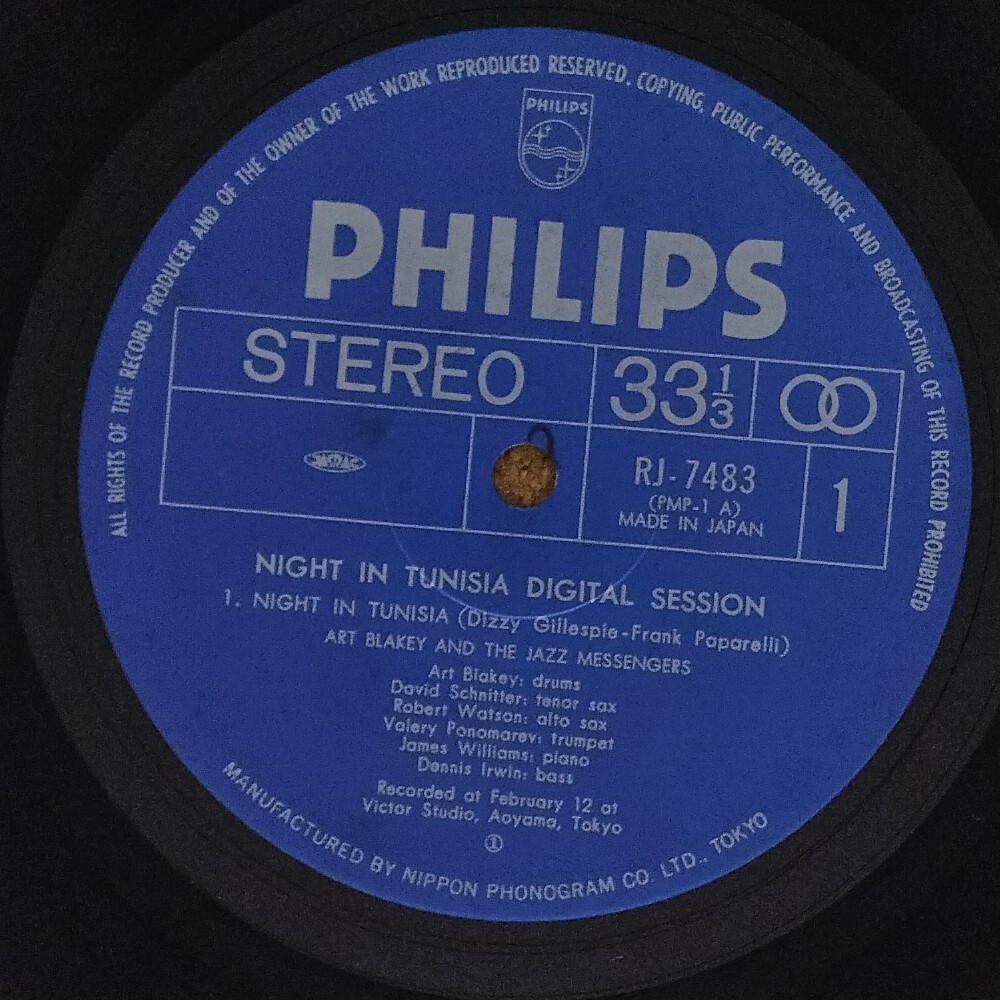 ALL RIGHTS OF THE RECORD PRODUCER AND OF THE OWNER OF THE WORK REPRODUCED RESERVED. COPYING, PUBLIC PERFORMANCE AND BROADCASTING OF THIS RECORD PROHIBITED
PHILIPS
PHILIPS
STEREO
33 1/3
RJ-7483
(PMP-1 A)
MADE IN JAPAN
1
NIGHT IN TUNISIA DIGITAL SESSION
1. NIGHT IN TUNISIA (Dizzy Gillespie-Frank Paparelli)
ART BLAKEY AND THE JAZZ MESSENGERS
Art Blakey: drums
David Schnitter: tenor sax
Robert Watson: alto sax
Valery Ponomarev: trumpet
James Williams: piano
Dennis Irwin: bass
Recorded at February 12 at
Victor Studio, Aoyama, Tokyo
①
MANUFACTURED BY NIPPON PHONOGRAM CO. LTD., TOKYO